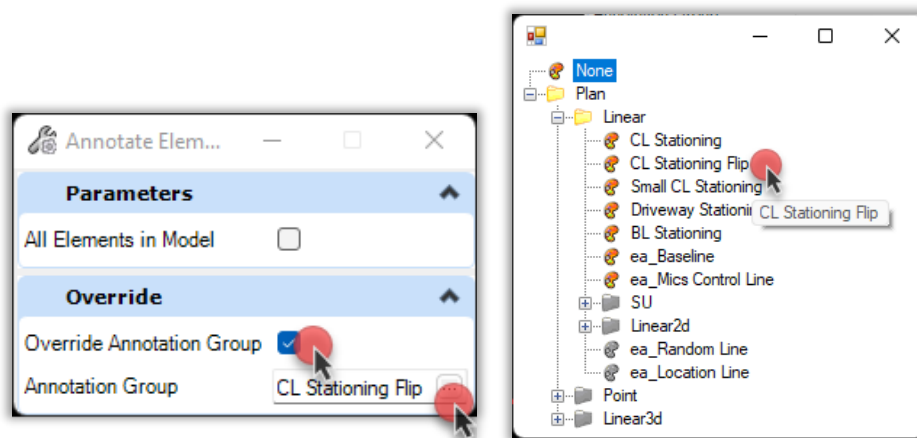 Annotate Elem...
Parameters
All Elements in Model
Override
Override Annotation Group
Annotation Group CL Stationing Flip ...
None
Plan
Linear
CL Stationing
CL Stationing Flip
Small CL Stationing
Driveway
CL Stationing Flip
BL Stationing
ea_Baseline
ea_Mics Control Line
SU
Linear2d
ea_Random Line
ea_Location Line
Point
Linear3d